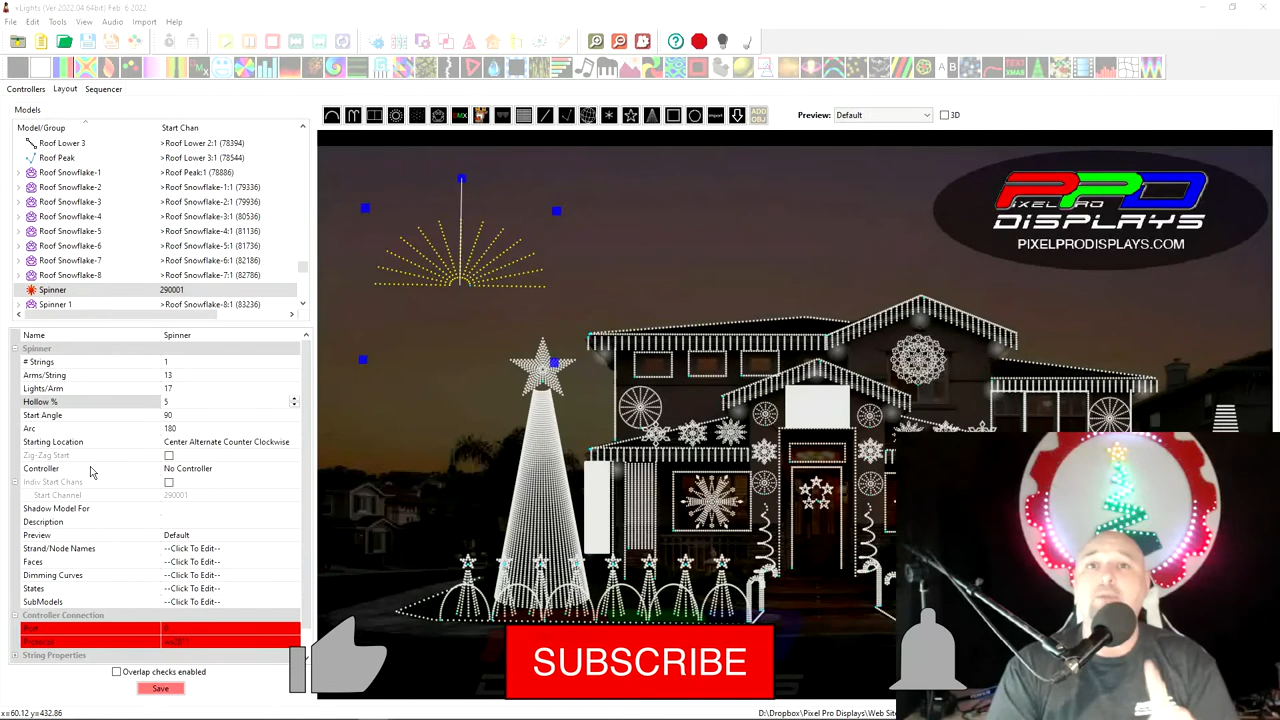 xLights (Ver 2022.04 64bit) Feb 6 2022
File Edit Tools View Audio Import Help
Controllers Layout Sequencer
Models
Model/Group Start Chan
Roof Lower 3 >Roof Lower 2:1 (78394)
Roof Peak >Roof Lower 3:1 (78544)
Roof Snowflake-1 >Roof Peak:1 (78886)
Roof Snowflake-2 >Roof Snowflake-1:1 (79336)
Roof Snowflake-3 >Roof Snowflake-2:1 (79936)
Roof Snowflake-4 >Roof Snowflake-3:1 (80536)
Roof Snowflake-5 >Roof Snowflake-4:1 (81136)
Roof Snowflake-6 >Roof Snowflake-5:1 (81736)
Roof Snowflake-7 >Roof Snowflake-6:1 (82186)
Roof Snowflake-8 >Roof Snowflake-7:1 (82786)
Spinner 290001
Spinner 1 >Roof Snowflake-8:1 (83236)
Name Spinner
Spinner
# Strings 1
Arms/String 13
Lights/Arm 17
Hollow % 5
Start Angle 90
Arc 180
Starting Location Center Alternate Counter Clockwise
Zig-Zag Start
Controller No Controller
Indiv Start Chans
Start Channel 290001
Shadow Model For
Description
Preview Default
Strand/Node Names --Click To Edit--
Faces --Click To Edit--
Dimming Curves --Click To Edit--
States --Click To Edit--
SubModels --Click To Edit--
Controller Connection
Port 0
Protocol ws2811
String Properties
Overlap checks enabled
Save
x=60.12 y=432.86
import
ADD OBJ
Preview: Default 3D
PPD
PIXEL PRO
DISPLAYS
PIXELPRODISPLAYS.COM
SUBSCRIBE
D:\Dropbox\Pixel Pro Displays\Web Sit